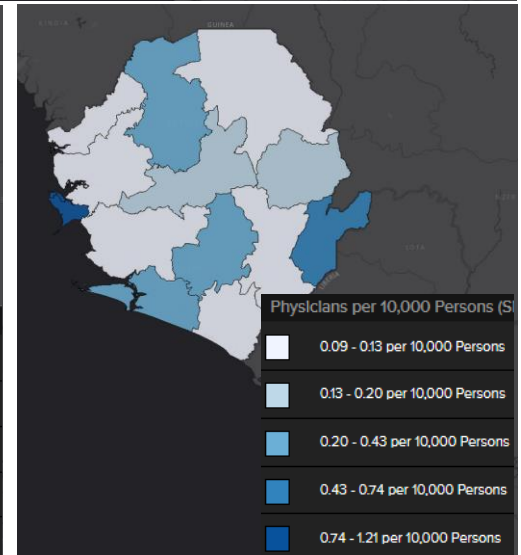 KINDIA
GUINEA
Physicians per 10,000 Persons (SI
0.09 - 0.13 per 10,000 Persons
0.13 - 0.20 per 10,000 Persons
0.20 - 0.43 per 10,000 Persons
0.43 - 0.74 per 10,000 Persons
0.74 - 1.21 per 10,000 Persons